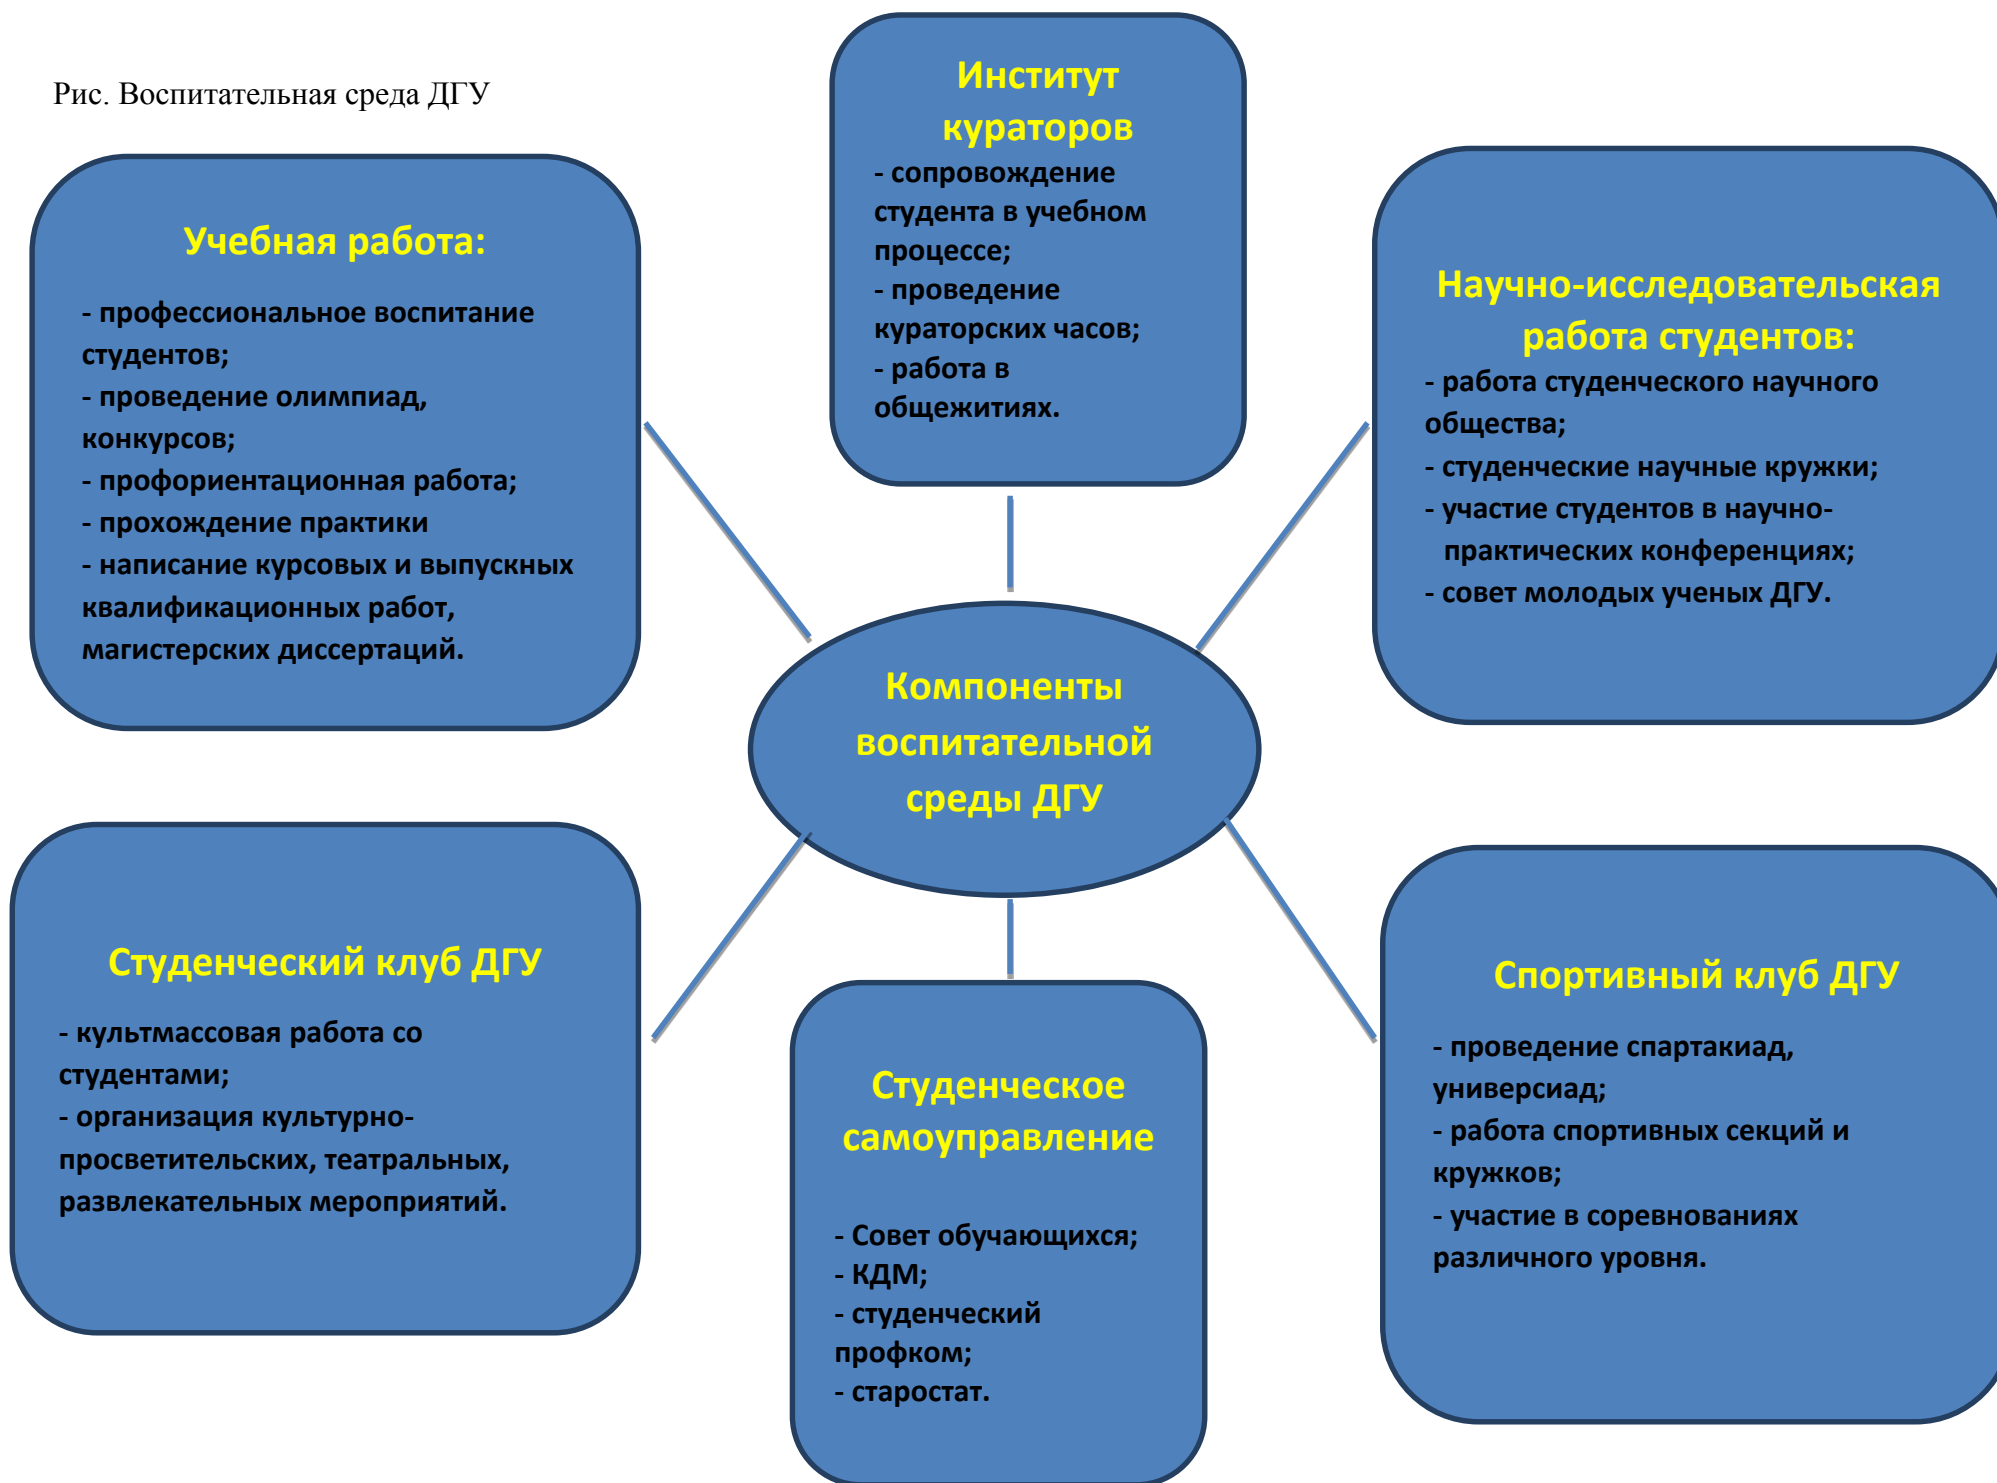 Рис. Воспитательная среда ДГУ
Институт
кураторов
- сопровождение
студента в учебном
процессе;
- проведение
кураторских часов;
- работа в
общежитиях.
Учебная работа:
- профессиональное воспитание
студентов;
- проведение олимпиад,
конкурсов;
- профориентационная работа;
- прохождение практики
- написание курсовых и выпускных
квалификационных работ,
магистерских диссертаций.
Научно-исследовательская
работа студентов:
- работа студенческого научного
общества;
- студенческие научные кружки;
- участие студентов в научно-
практических конференциях;
- совет молодых ученых ДГУ.
Компоненты
воспитательной
среды ДГУ
Студенческий клуб ДГУ
- культмассовая работа со
студентами;
- организация культурно-
просветительских, театральных,
развлекательных мероприятий.
Студенческое
самоуправление
- Совет обучающихся;
- КДМ;
- студенческий
профком;
- старостат.
Спортивный клуб ДГУ
- проведение спартакиад,
универсиад;
- работа спортивных секций и
кружков;
- участие в соревнованиях
различного уровня.